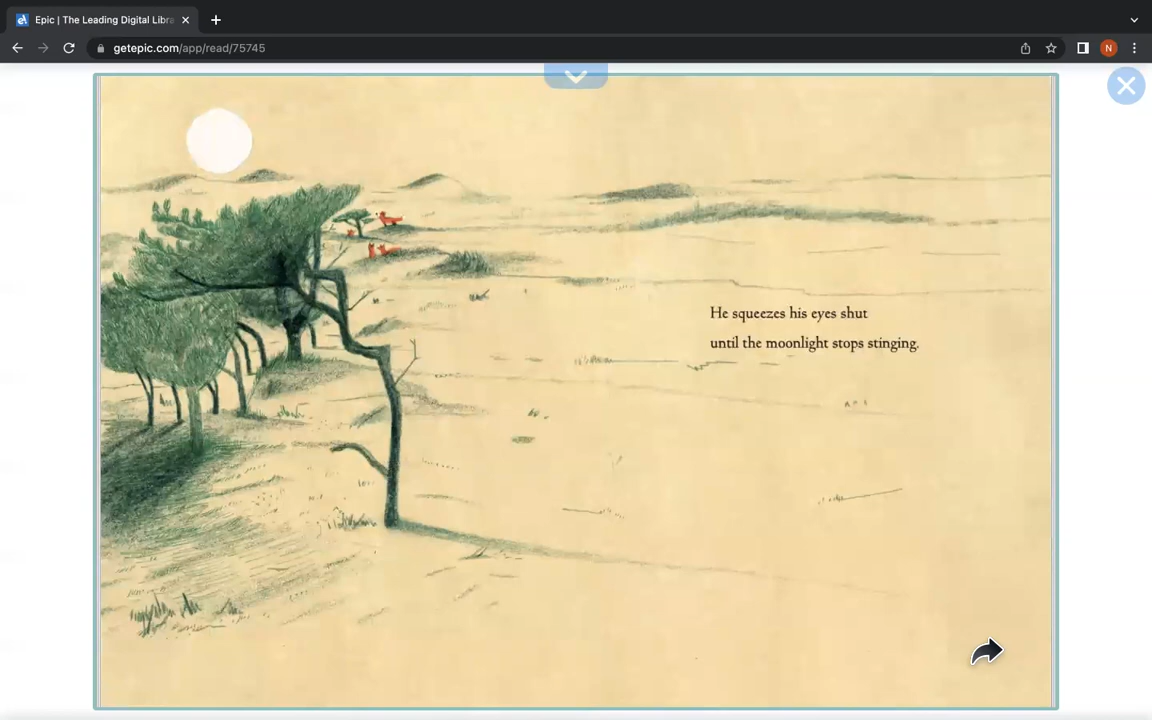 Epic | The Leading Digital Libra
getepic.com/app/read/75745
N
He squeezes his eyes shut
until the moonlight stops stinging.